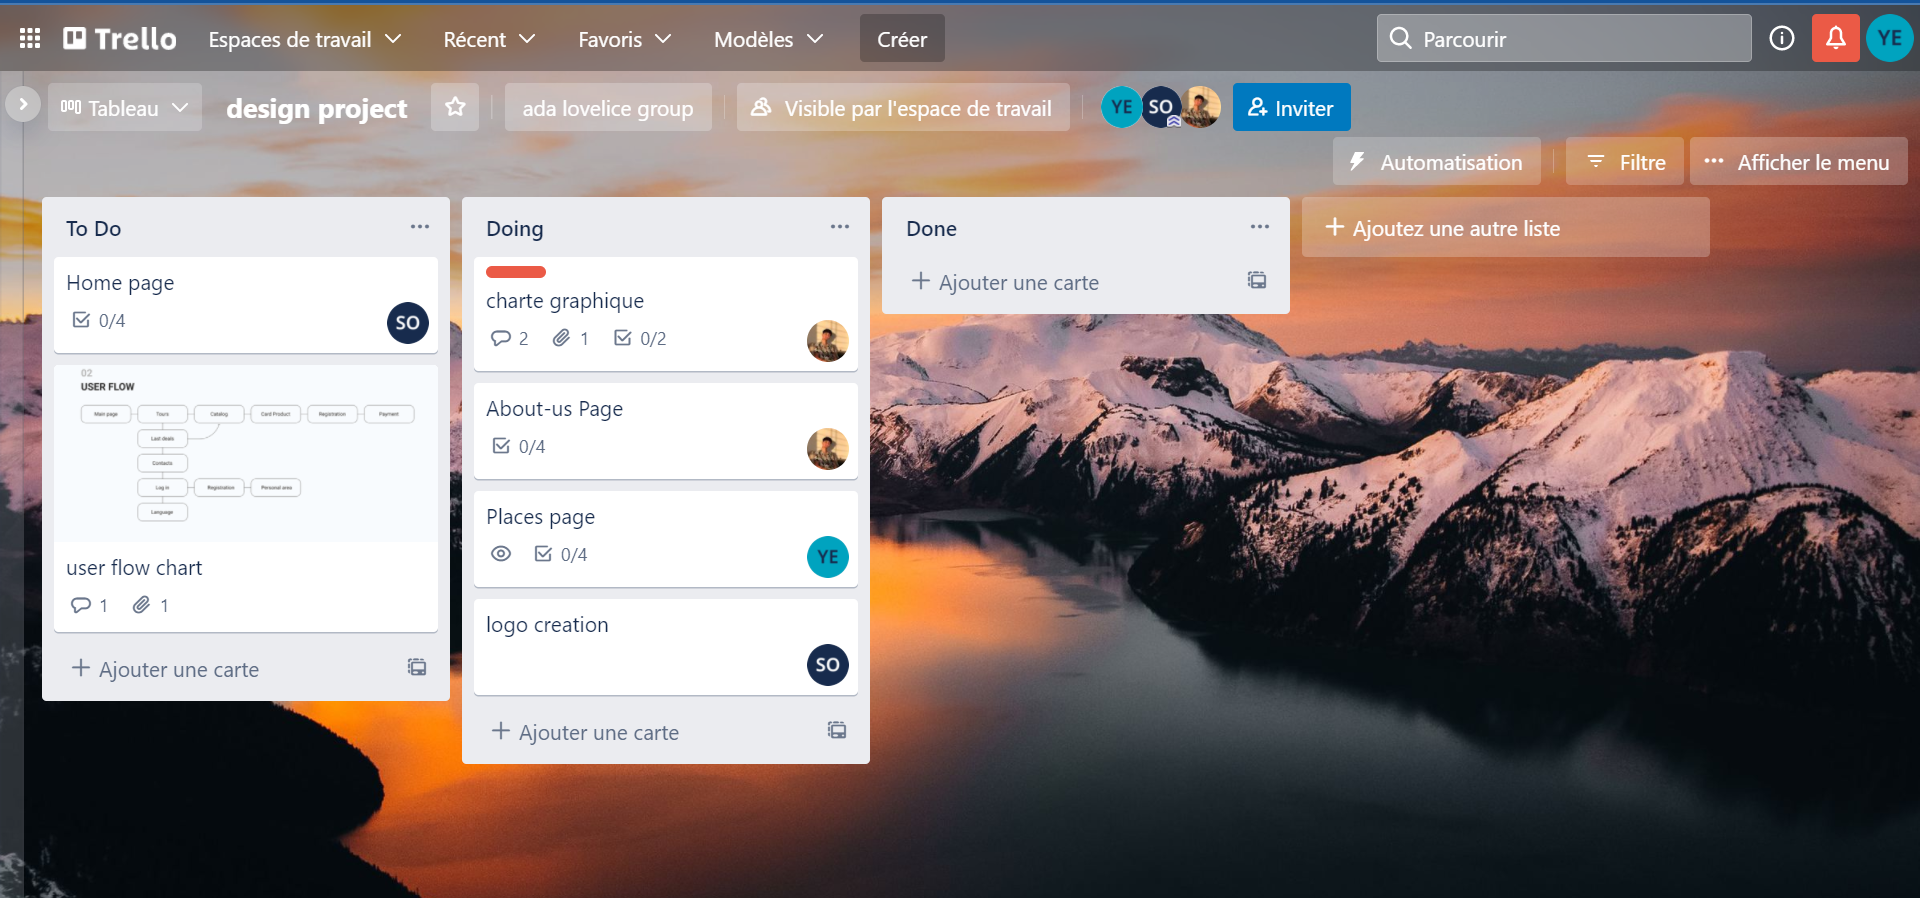 Trello Espaces de travail Récent Favoris Modèles Créer Parcourir YE
Tableau design project ada lovelice group Visible par l'espace de travail YE SO Inviter
Automatisation Filtre Afficher le menu
To Do
Home page
0/4 SO
02
USER FLOW
Main page Tours Catalog Card Product Registration Payment
Last deals
Contacts
Log in Registration Personal area
Language
user flow chart
1 1
Ajouter une carte
Doing
charte graphique
2 1 0/2
About-us Page
0/4
Places page
0/4 YE
logo creation
SO
Ajouter une carte
Done
Ajouter une carte
Ajoutez une autre liste